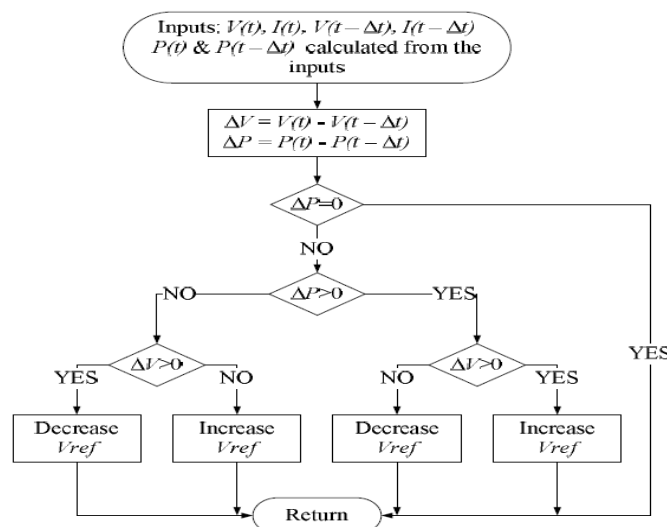 Inputs; V(t), I(t), V(t – Δt), I(t – Δt)
P(t) & P(t – Δt) calculated from the
inputs
ΔV = V(t) - V(t – Δt)
ΔP = P(t) - P(t – Δt)
ΔP=0
NO
ΔP>0
NO
YES
YES
ΔV>0
ΔV>0
YES
NO
NO
YES
Decrease
Vref
Increase
Vref
Decrease
Vref
Increase
Vref
Return